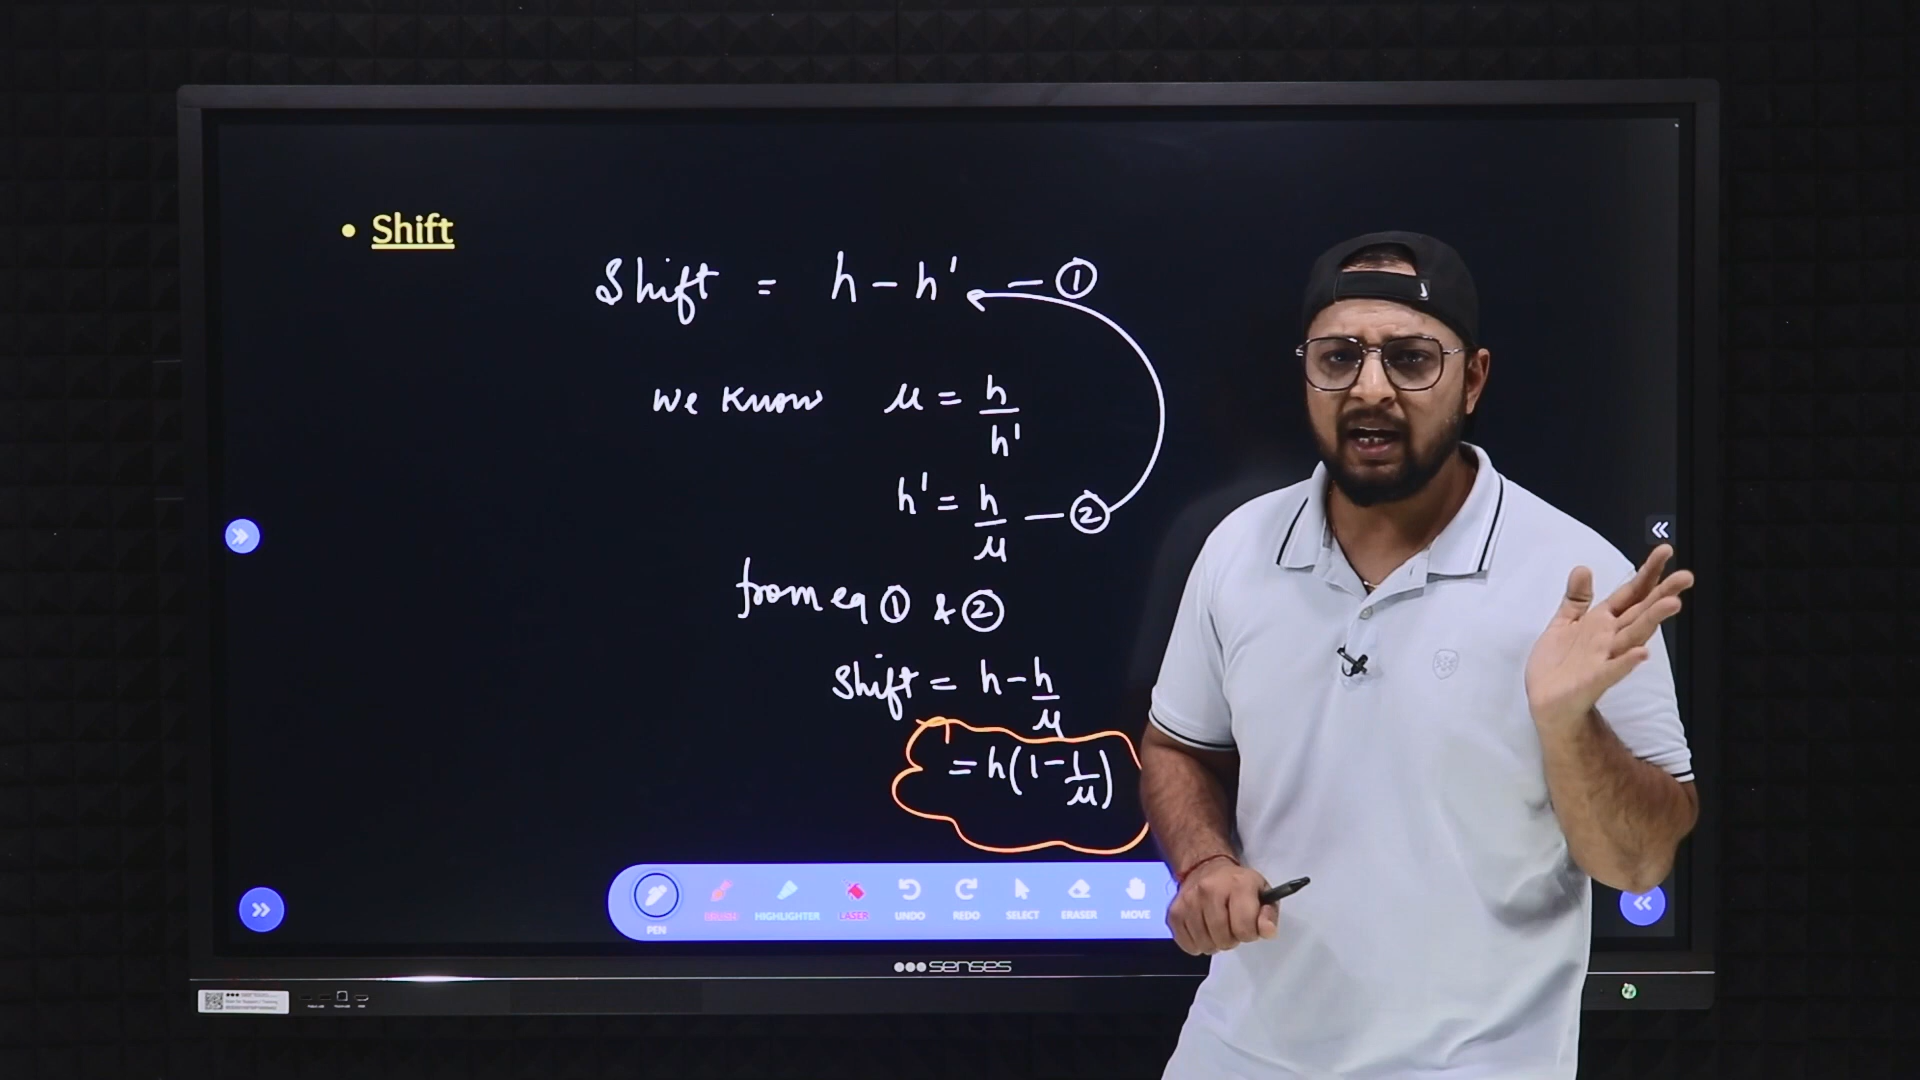 • Shift
Shift = h - h' — ①
we know μ = h/h'
h' = h/μ — ②
from eq ① & ②
Shift = h - h/μ
= h(1 - 1/μ)
PEN
BRUSH
HIGHLIGHTER
LASER
UNDO
REDO
SELECT
ERASER
MOVE
senses